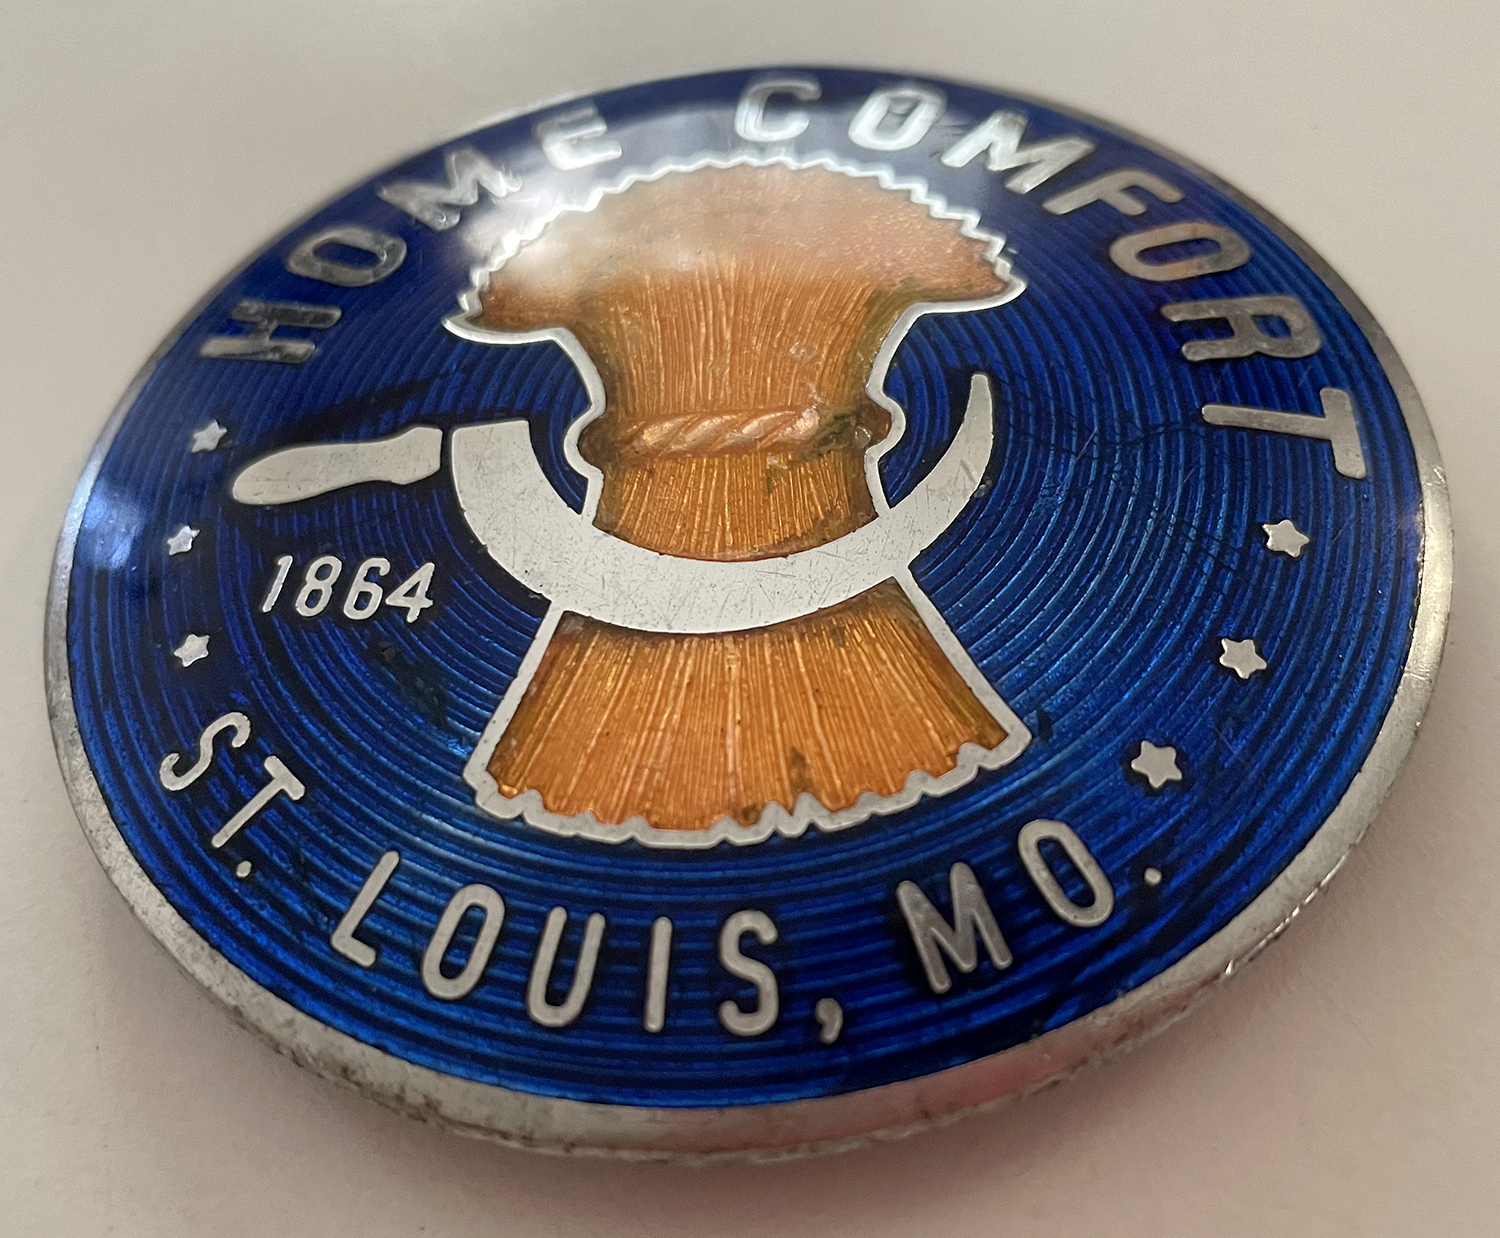 HOME COMFORT
1864
ST. LOUIS, MO.